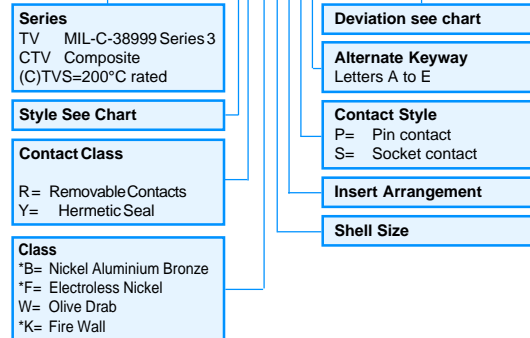 Series
TV MIL-C-38999 Series 3
CTV Composite
(C)TVS=200°C rated
Style See Chart
Contact Class
R= Removable Contacts
Y= Hermetic Seal
Class
*B= Nickel Aluminium Bronze
*F= Electroless Nickel
W= Olive Drab
*K= Fire Wall
Deviation see chart
Alternate Keyway
Letters A to E
Contact Style
P= Pin contact
S= Socket contact
Insert Arrangement
Shell Size